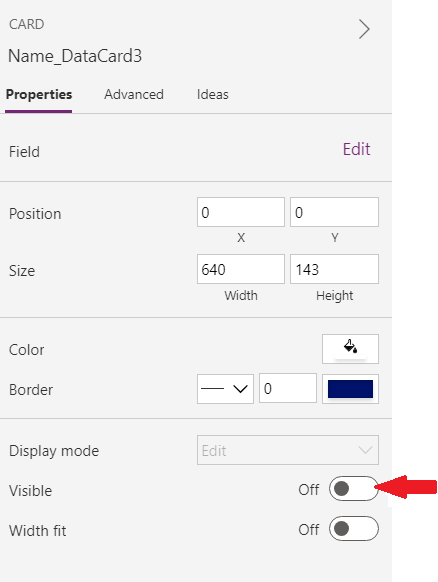 CARD
Name_DataCard3
Properties Advanced Ideas
Field Edit
Position 0 0
X Y
Size 640 143
Width Height
Color
Border 0
Display mode Edit
Visible Off
Width fit Off